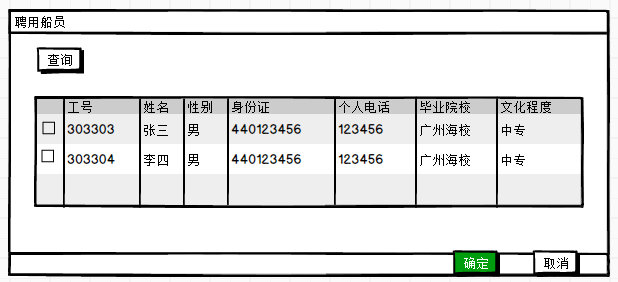 聘用船员
查询
工号 姓名 性别 身份证 个人电话 毕业院校 文化程度
303303 张三 男 440123456 123456 广州海校 中专
303304 李四 男 440123456 123456 广州海校 中专
确定 取消